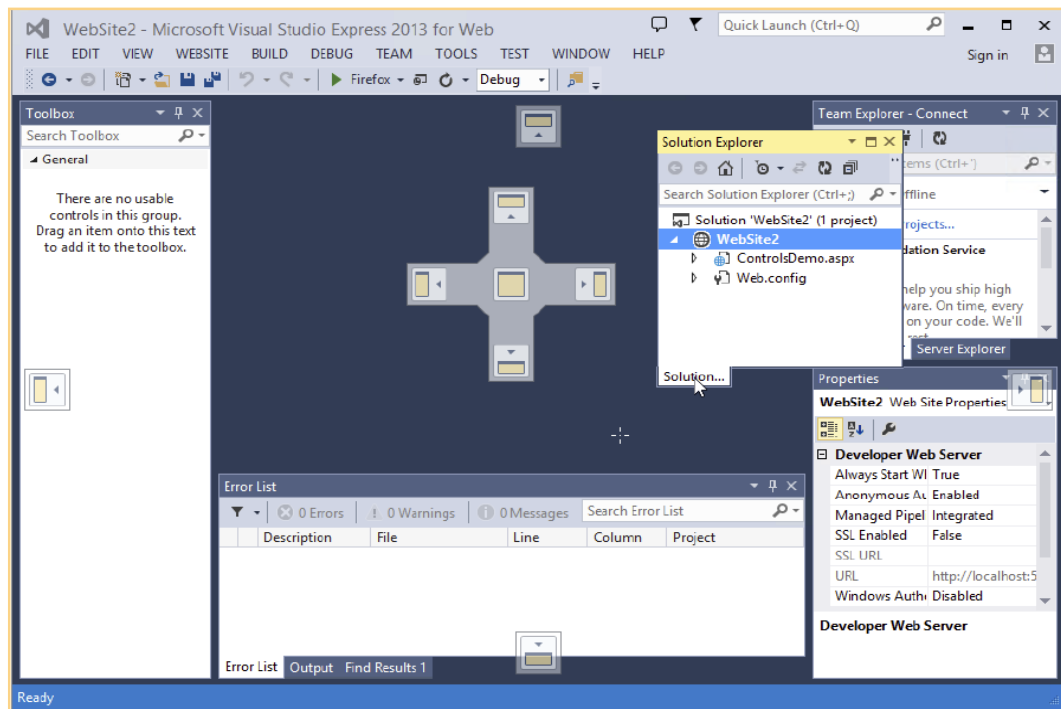 WebSite2 - Microsoft Visual Studio Express 2013 for Web
Quick Launch (Ctrl+Q)
FILE EDIT VIEW WEBSITE BUILD DEBUG TEAM TOOLS TEST WINDOW HELP
Sign in
Firefox
Debug
Toolbox
Search Toolbox
General
There are no usable
controls in this group.
Drag an item onto this text
to add it to the toolbox.
Solution Explorer
Search Solution Explorer (Ctrl+;)
Solution 'WebSite2' (1 project)
WebSite2
ControlsDemo.aspx
Web.config
Solution...
Team Explorer - Connect
ems (Ctrl+')
ffline
rojects...
dation Service
help you ship high
ware. On time, every
on your code. We'll
Server Explorer
Properties
WebSite2 Web Site Properties
Developer Web Server
Always Start Wi True
Anonymous Au Enabled
Managed Pipel Integrated
SSL Enabled False
SSL URL
URL http://localhost:5
Windows Authe Disabled
Developer Web Server
Error List
0 Errors 0 Warnings 0 Messages Search Error List
Description File Line Column Project
Error List Output Find Results 1
Ready